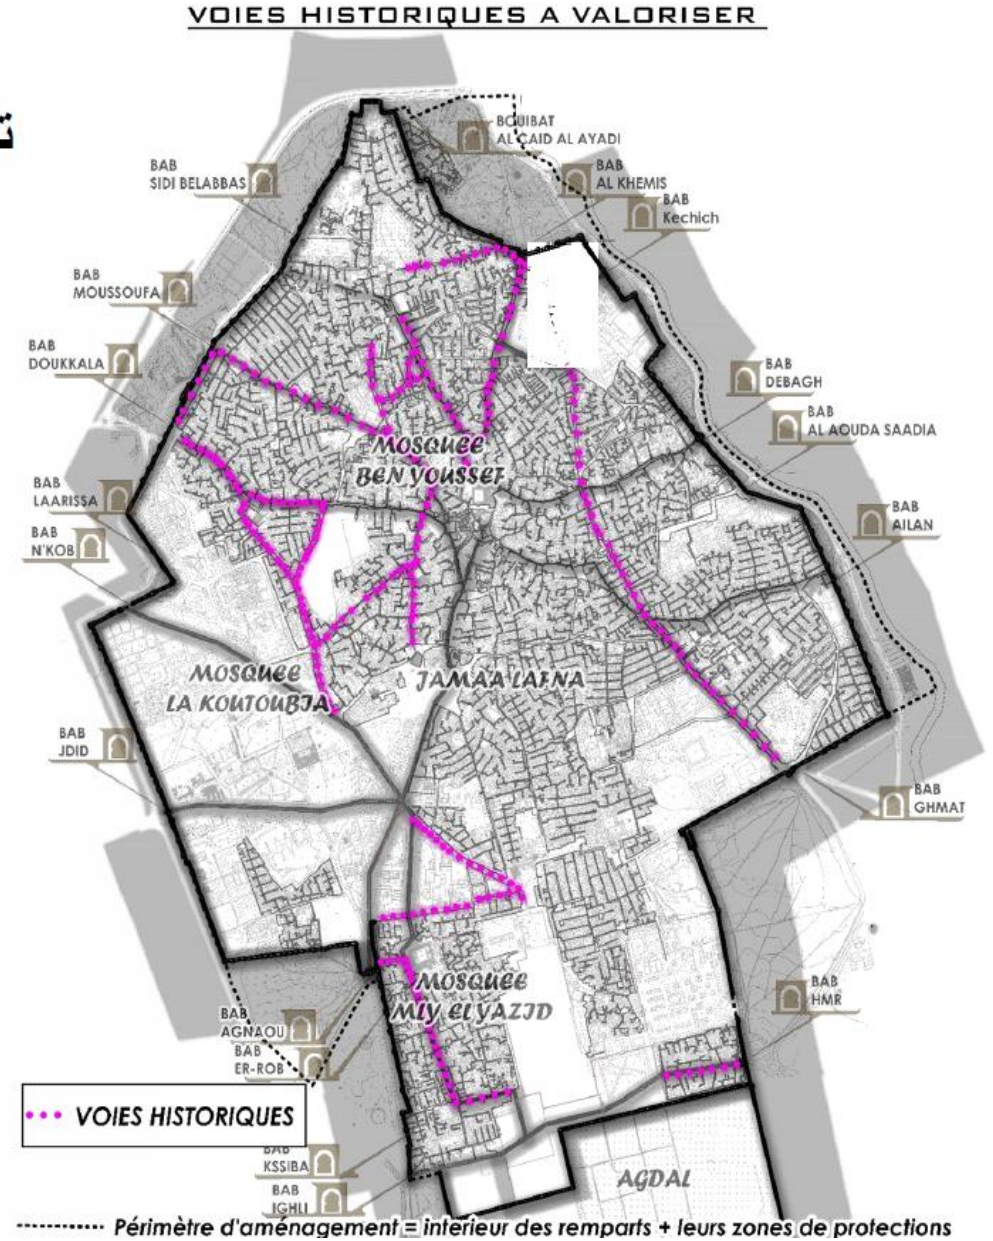 VOIES HISTORIQUES A VALORISER
BOUIBAT
AL CAID AL AYADI
BAB
SIDI BELABBAS
BAB
AL KHEMIS
BAB
Kechich
BAB
MOUSSOUFA
BAB
DOUKKALA
BAB
DEBAGH
BAB
AL AOUDA SAADIA
MOSQUEE
BEN YOUSSEF
BAB
LAARISSA
BAB
AILAN
BAB
N'KOB
MOSQUEE
LA KOUTOUBIA
JAMAA LAFNA
BAB
JDID
BAB
GHMAT
MOSQUEE
MLY EL YAZID
BAB
HMR
BAB
AGNAOU
BAB
ER-ROB
VOIES HISTORIQUES
BAB
KSSIBA
BAB
IGHLI
AGDAL
Périmètre d'aménagement = interieur des remparts + leurs zones de protections